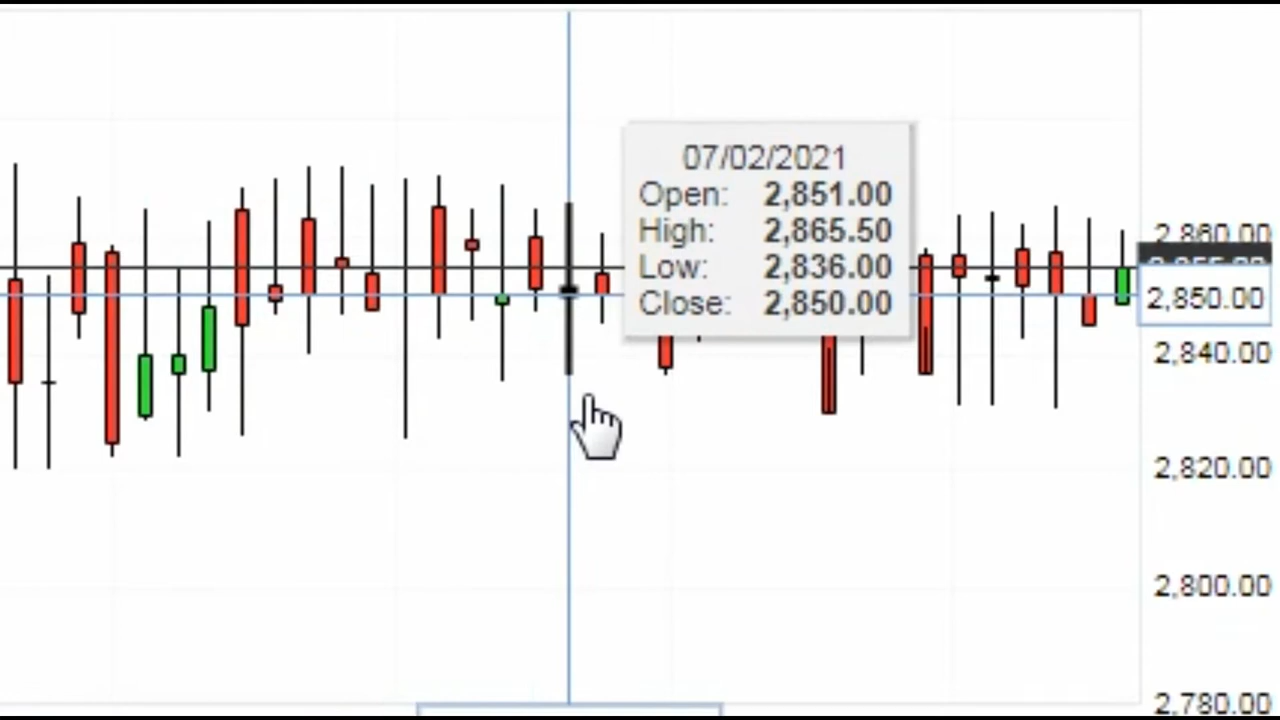 07/02/2021
Open: 2,851.00
High: 2,865.50
Low: 2,836.00
Close: 2,850.00
2,860.00
2,850.00
2,840.00
2,820.00
2,800.00
2,780.00